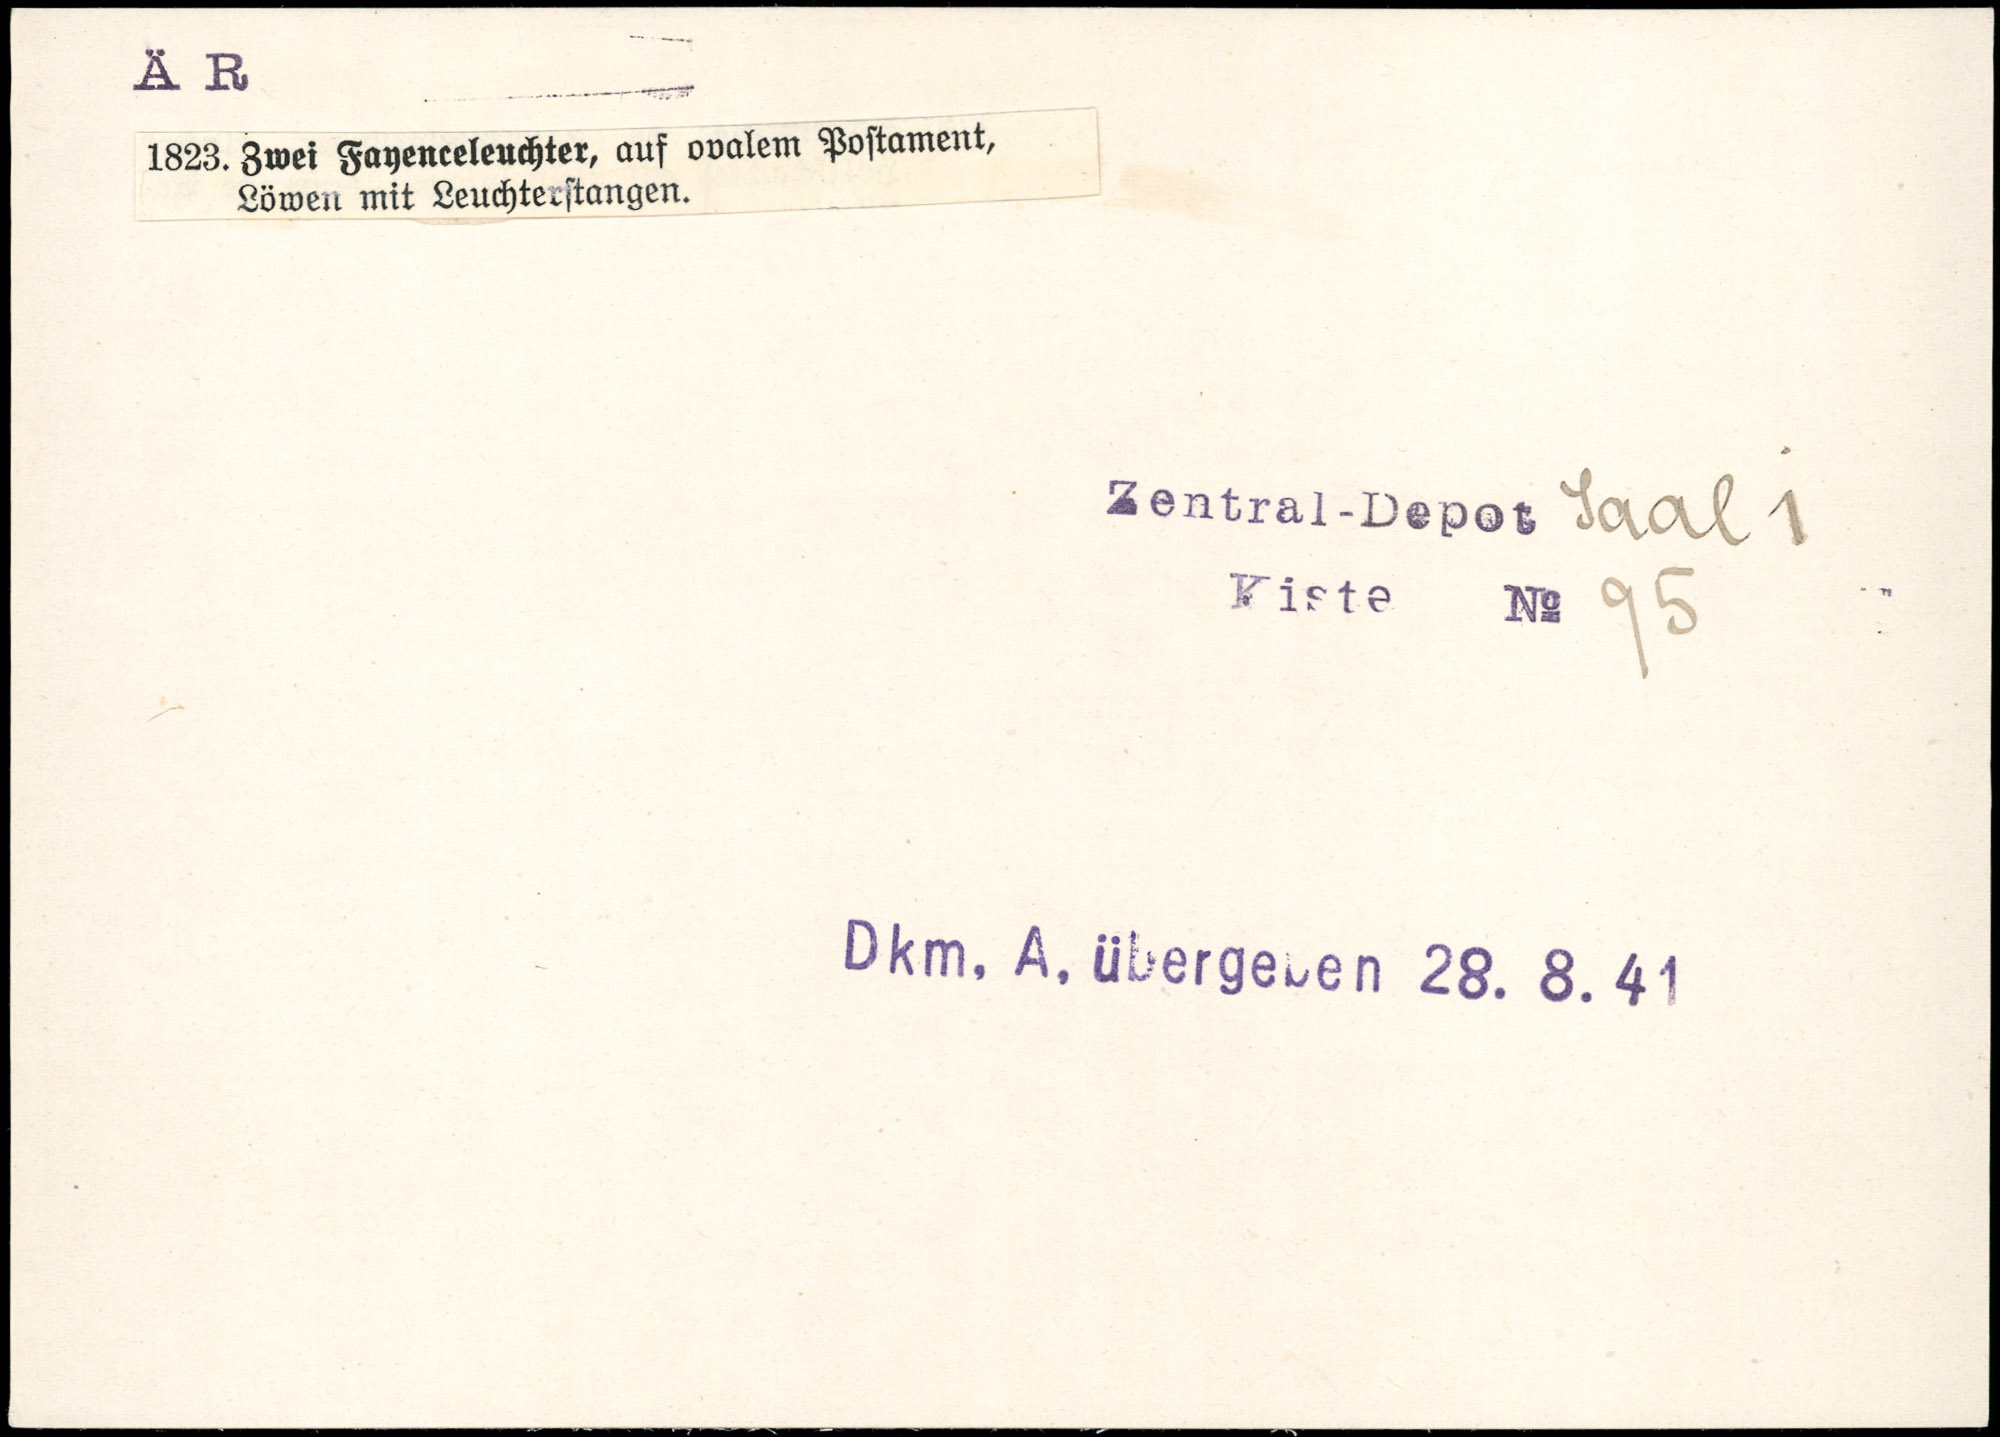 Ä R
1823. Zwei Fayenceleuchter, auf ovalem Postament,
Löwen mit Leuchterstangen.
Zentral-Depot Saal i
Kiste № 95
Dkm. A. übergeben 28. 8. 41